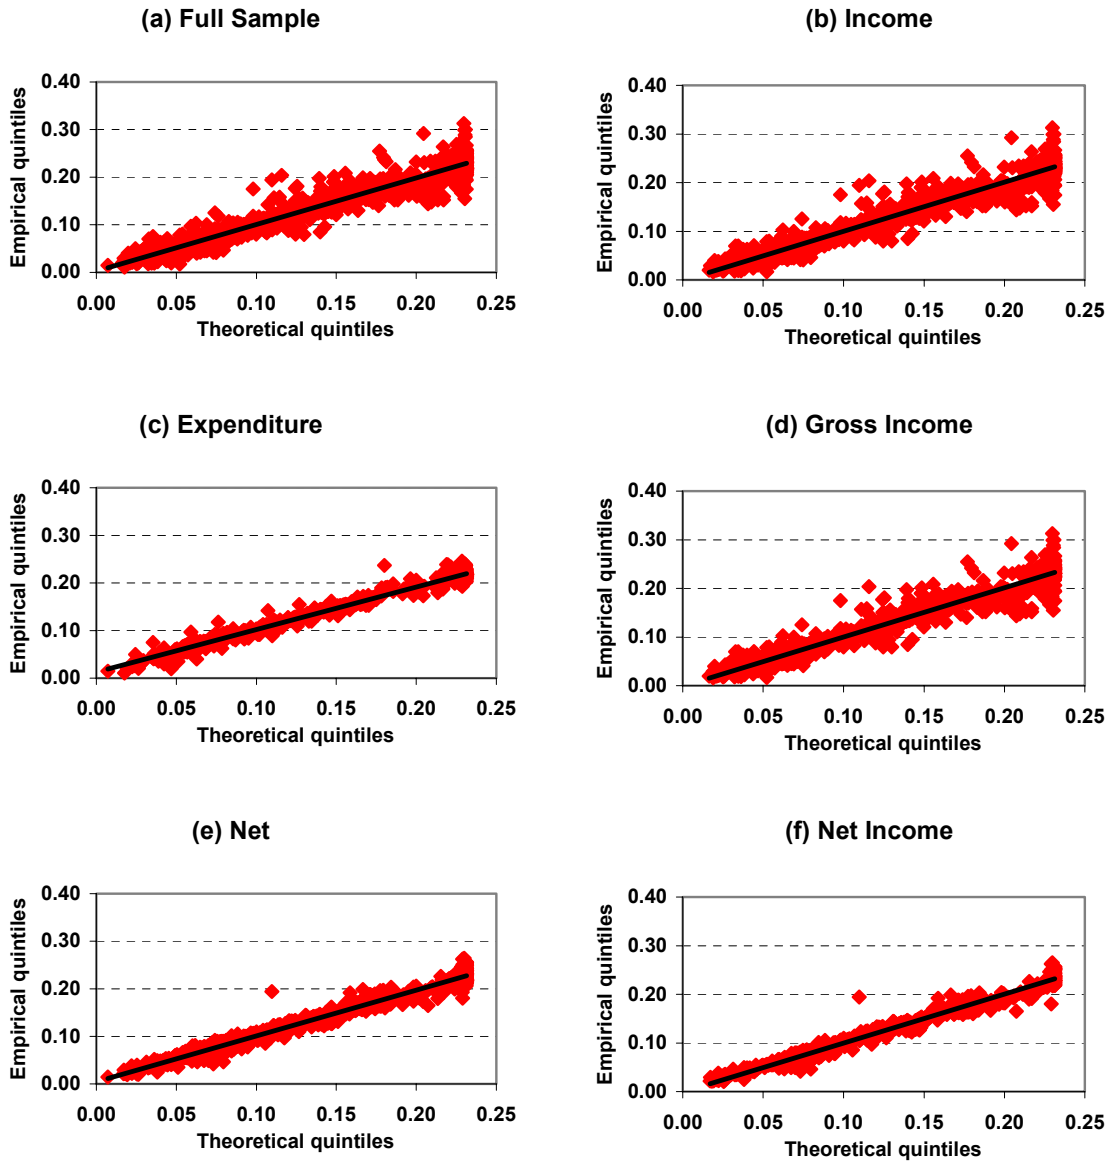 (a) Full Sample
Empirical quintiles
0.40
0.30
0.20
0.10
0.00
0.00 0.05 0.10 0.15 0.20 0.25
Theoretical quintiles
(b) Income
Empirical quintiles
0.40
0.30
0.20
0.10
0.00
0.00 0.05 0.10 0.15 0.20 0.25
Theoretical quintiles
(c) Expenditure
Empirical quintiles
0.40
0.30
0.20
0.10
0.00
0.00 0.05 0.10 0.15 0.20 0.25
Theoretical quintiles
(d) Gross Income
Empirical quintiles
0.40
0.30
0.20
0.10
0.00
0.00 0.05 0.10 0.15 0.20 0.25
Theoretical quintiles
(e) Net
Empirical quintiles
0.40
0.30
0.20
0.10
0.00
0.00 0.05 0.10 0.15 0.20 0.25
Theoretical quintiles
(f) Net Income
Empirical quintiles
0.40
0.30
0.20
0.10
0.00
0.00 0.05 0.10 0.15 0.20 0.25
Theoretical quintiles